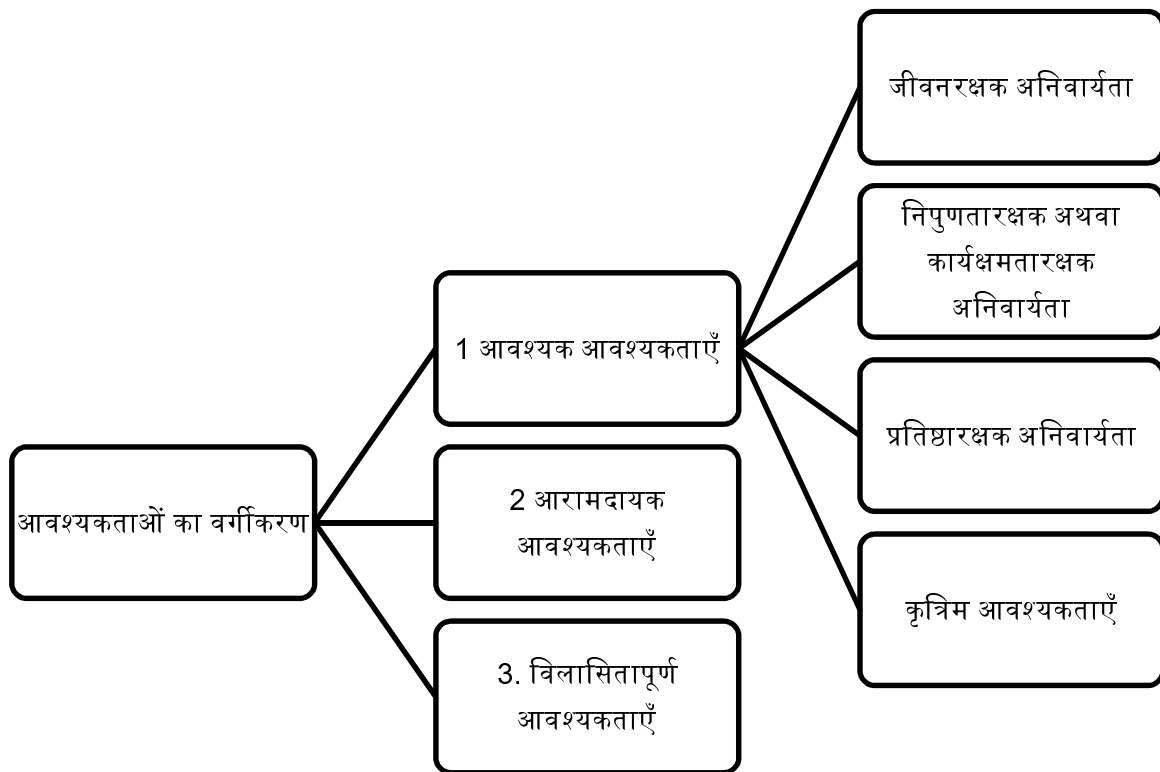 आवश्यकताओं का वर्गीकरण
1 आवश्यक आवश्यकताएँ
जीवनरक्षक अनिवार्यता
निपुणतारक्षक अथवा
कार्यक्षमतारक्षक
अनिवार्यता
प्रतिष्ठारक्षक अनिवार्यता
कृत्रिम आवश्यकताएँ
2 आरामदायक
आवश्यकताएँ
3. विलासितापूर्ण
आवश्यकताएँ